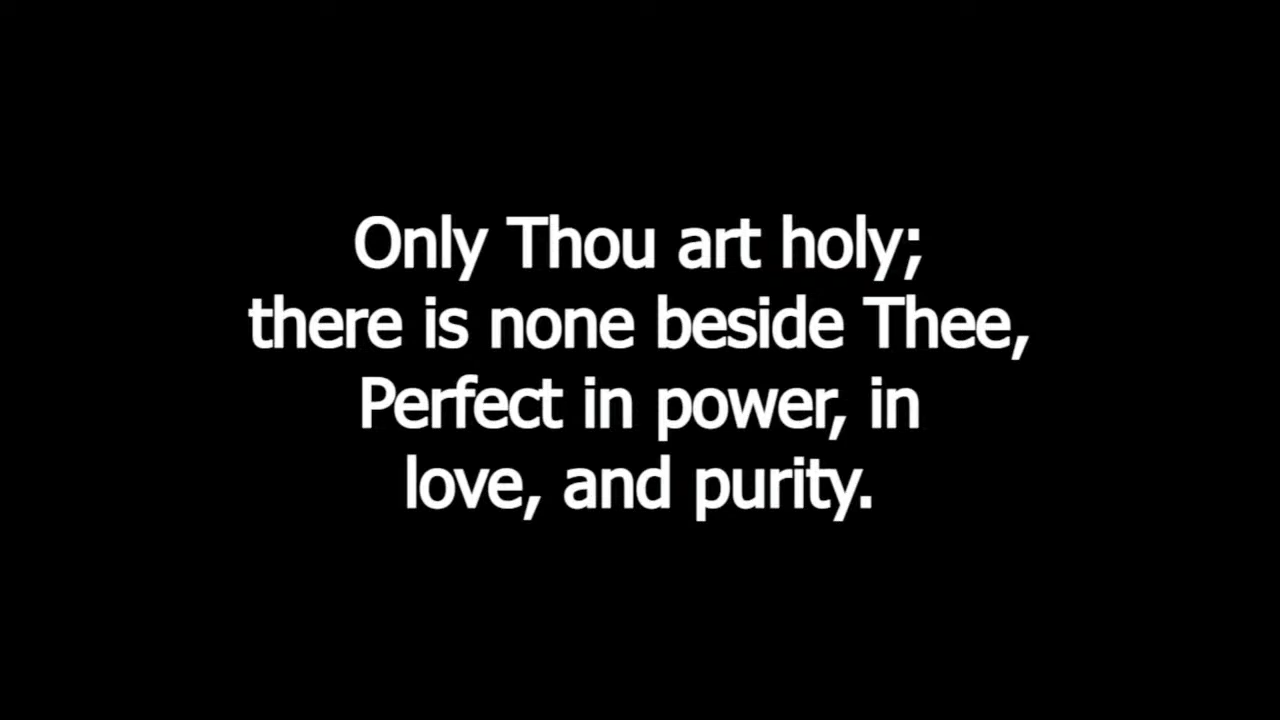 Only Thou art holy;
there is none beside Thee,
Perfect in power, in
love, and purity.